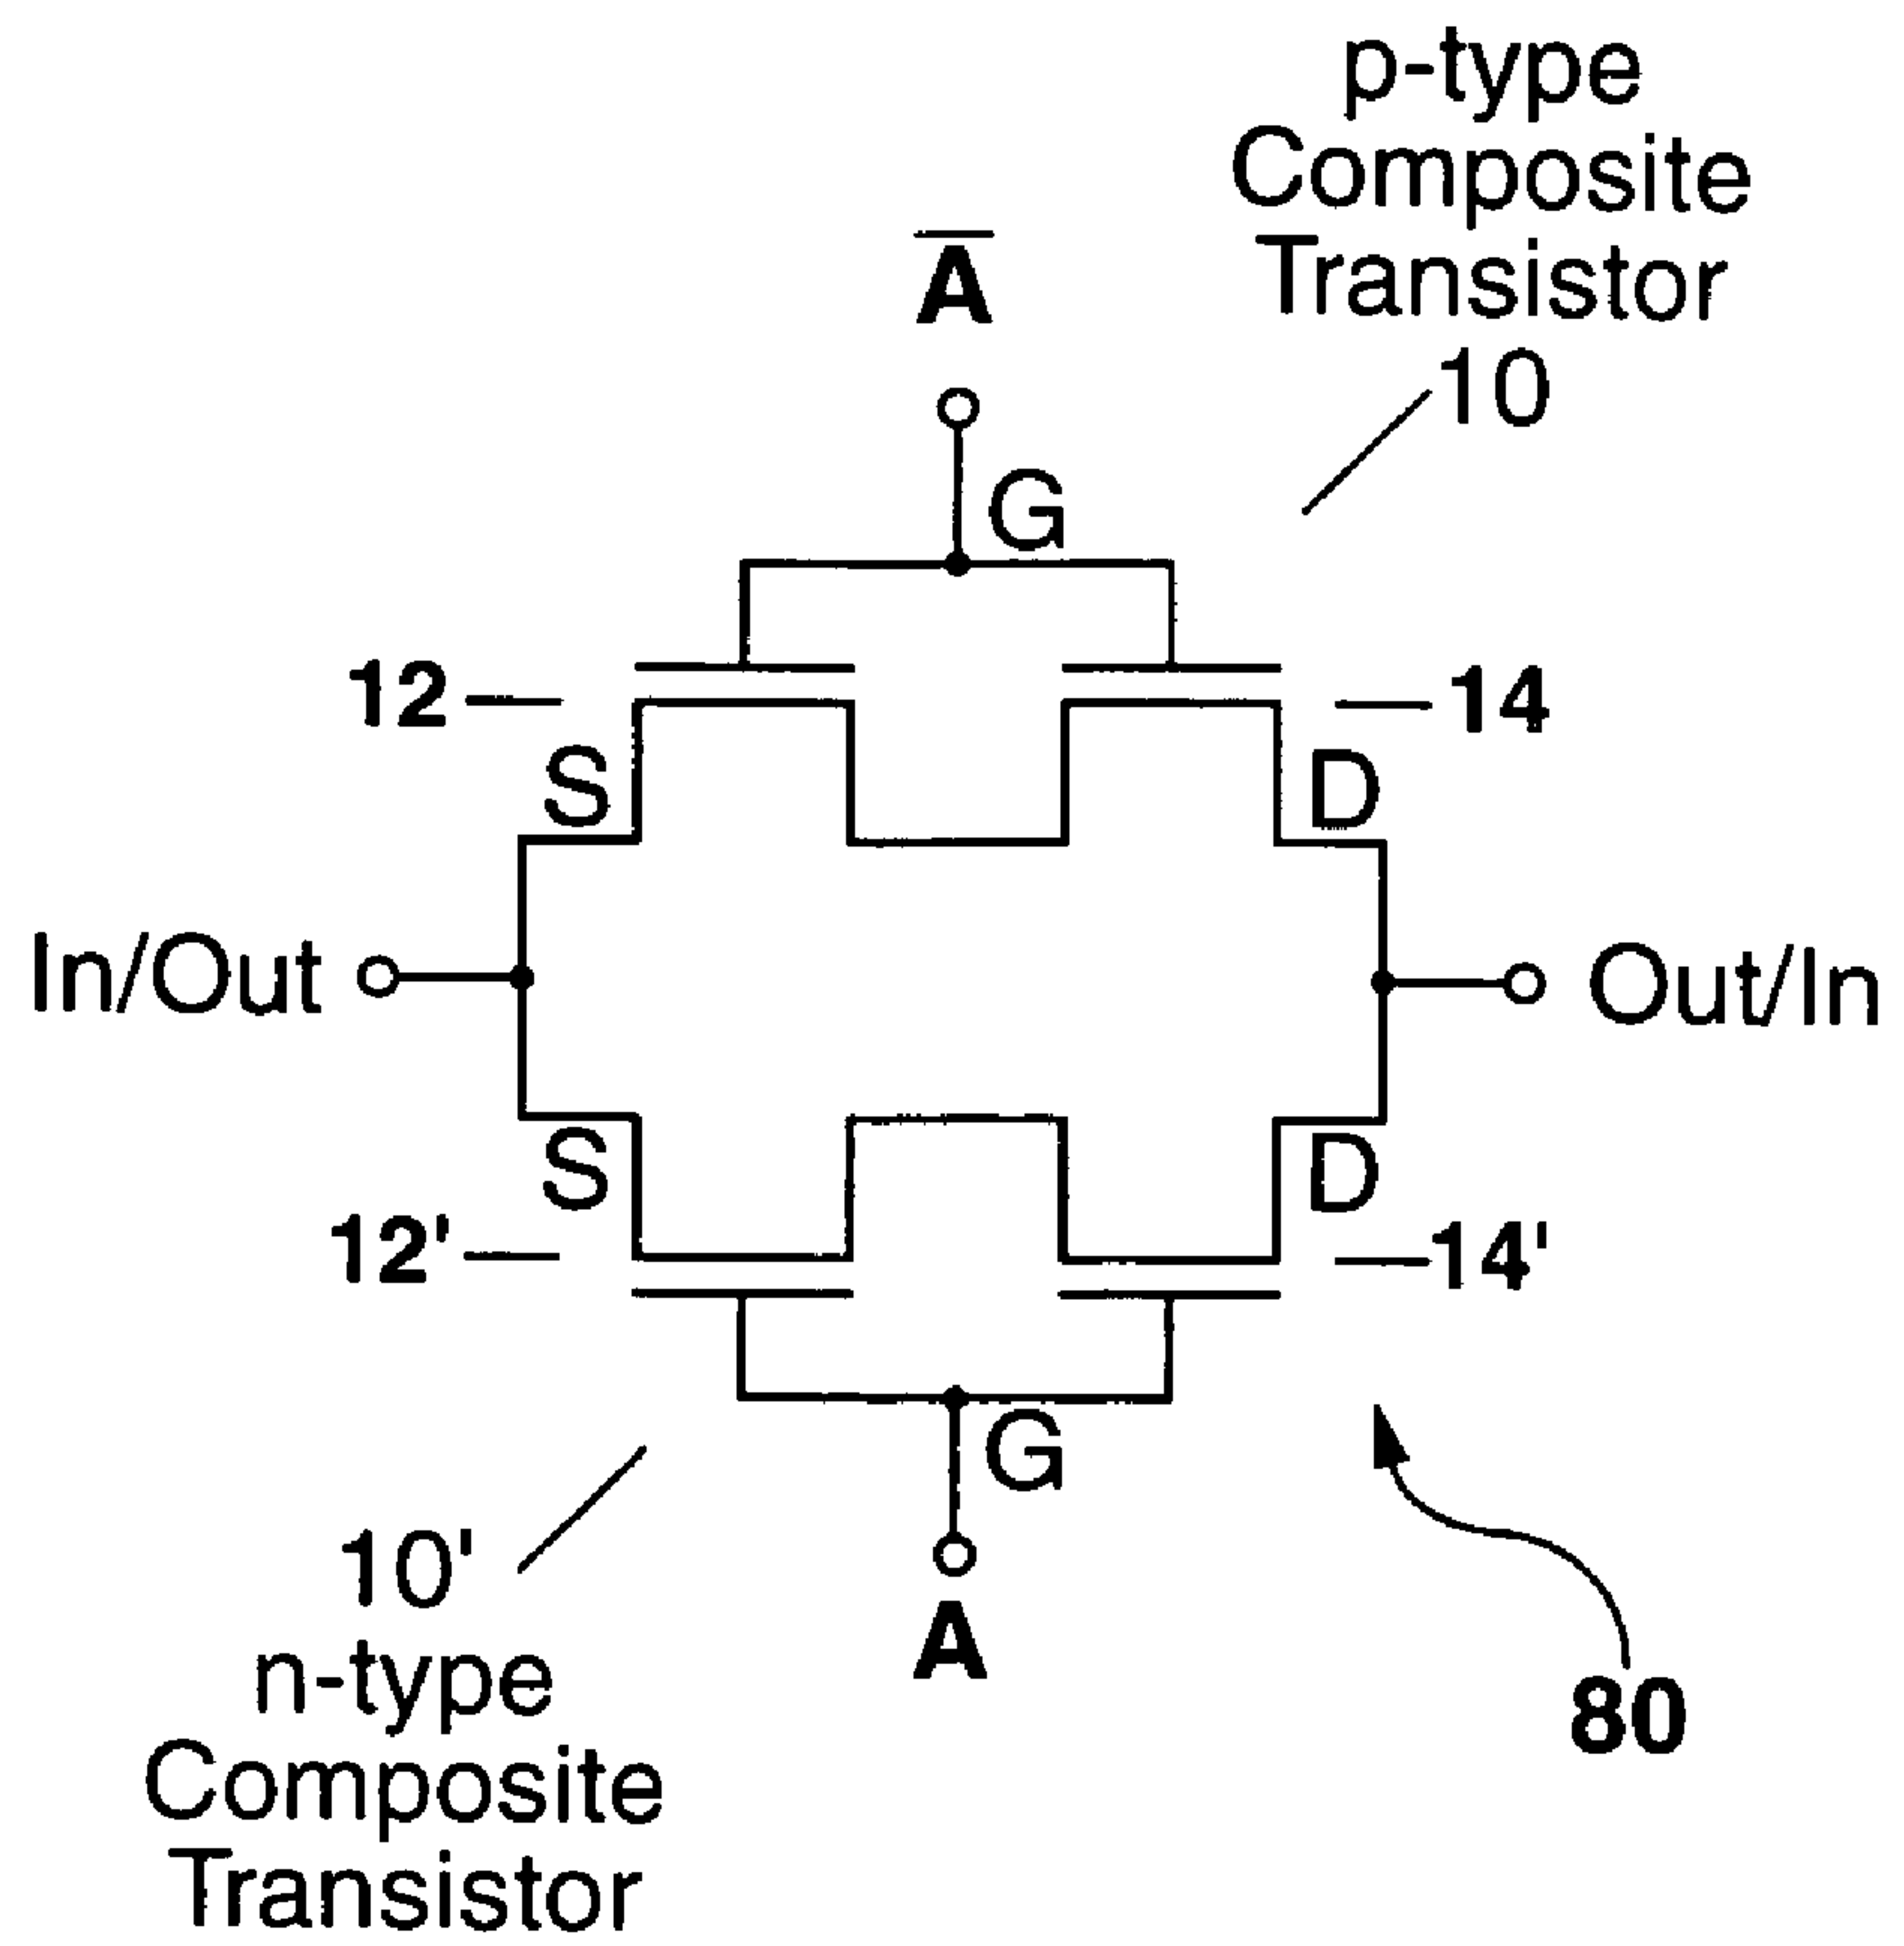 p-type
Composite
Transistor
10
A̅
G
12
14
S
D
In/Out
Out/In
S
D
12'
14'
G
10'
n-type
Composite
Transistor
A
80